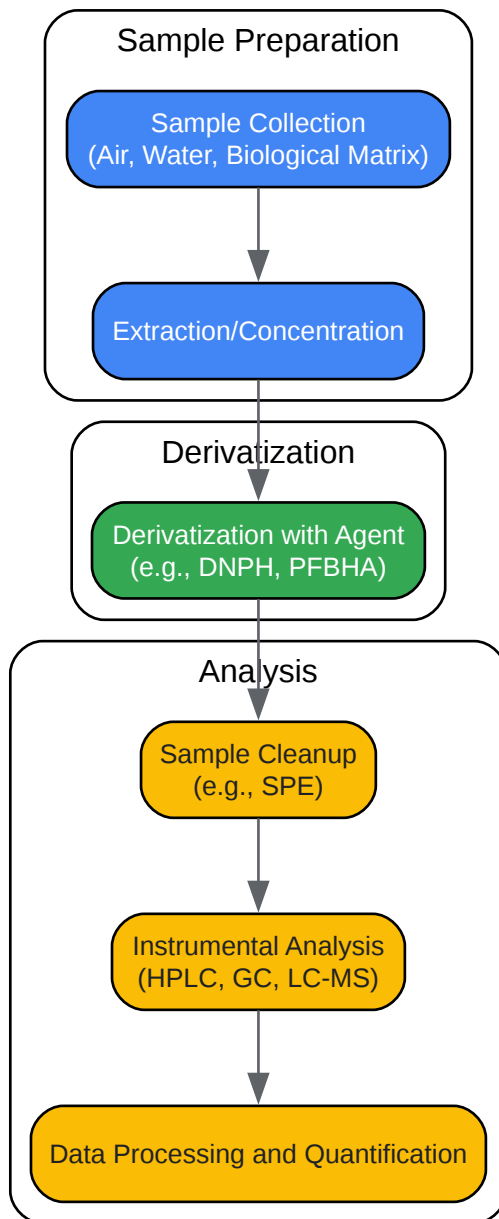 Sample Preparation
Sample Collection
(Air, Water, Biological Matrix)
Extraction/Concentration
Derivatization
Derivatization with Agent
(e.g., DNPH, PFBHA)
Analysis
Sample Cleanup
(e.g., SPE)
Instrumental Analysis
(HPLC, GC, LC-MS)
Data Processing and Quantification